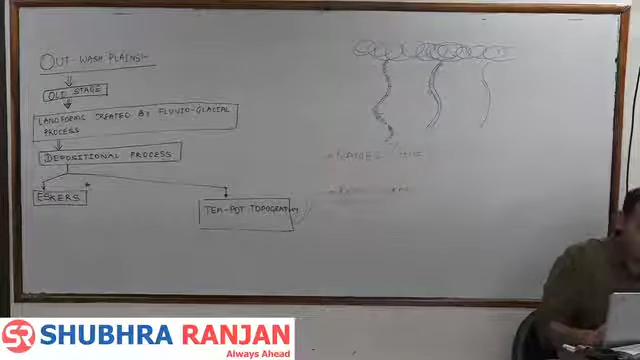 OUT-WASH PLAINS:-
OLD STAGE
LANDFORMS CREATED BY FLUVIO-GLACIAL
PROCESS
DEPOSITIONAL PROCESS
ESKERS
TEA-POT TOPOGRAPHY
SR SHUBHRA RANJAN
Always Ahead